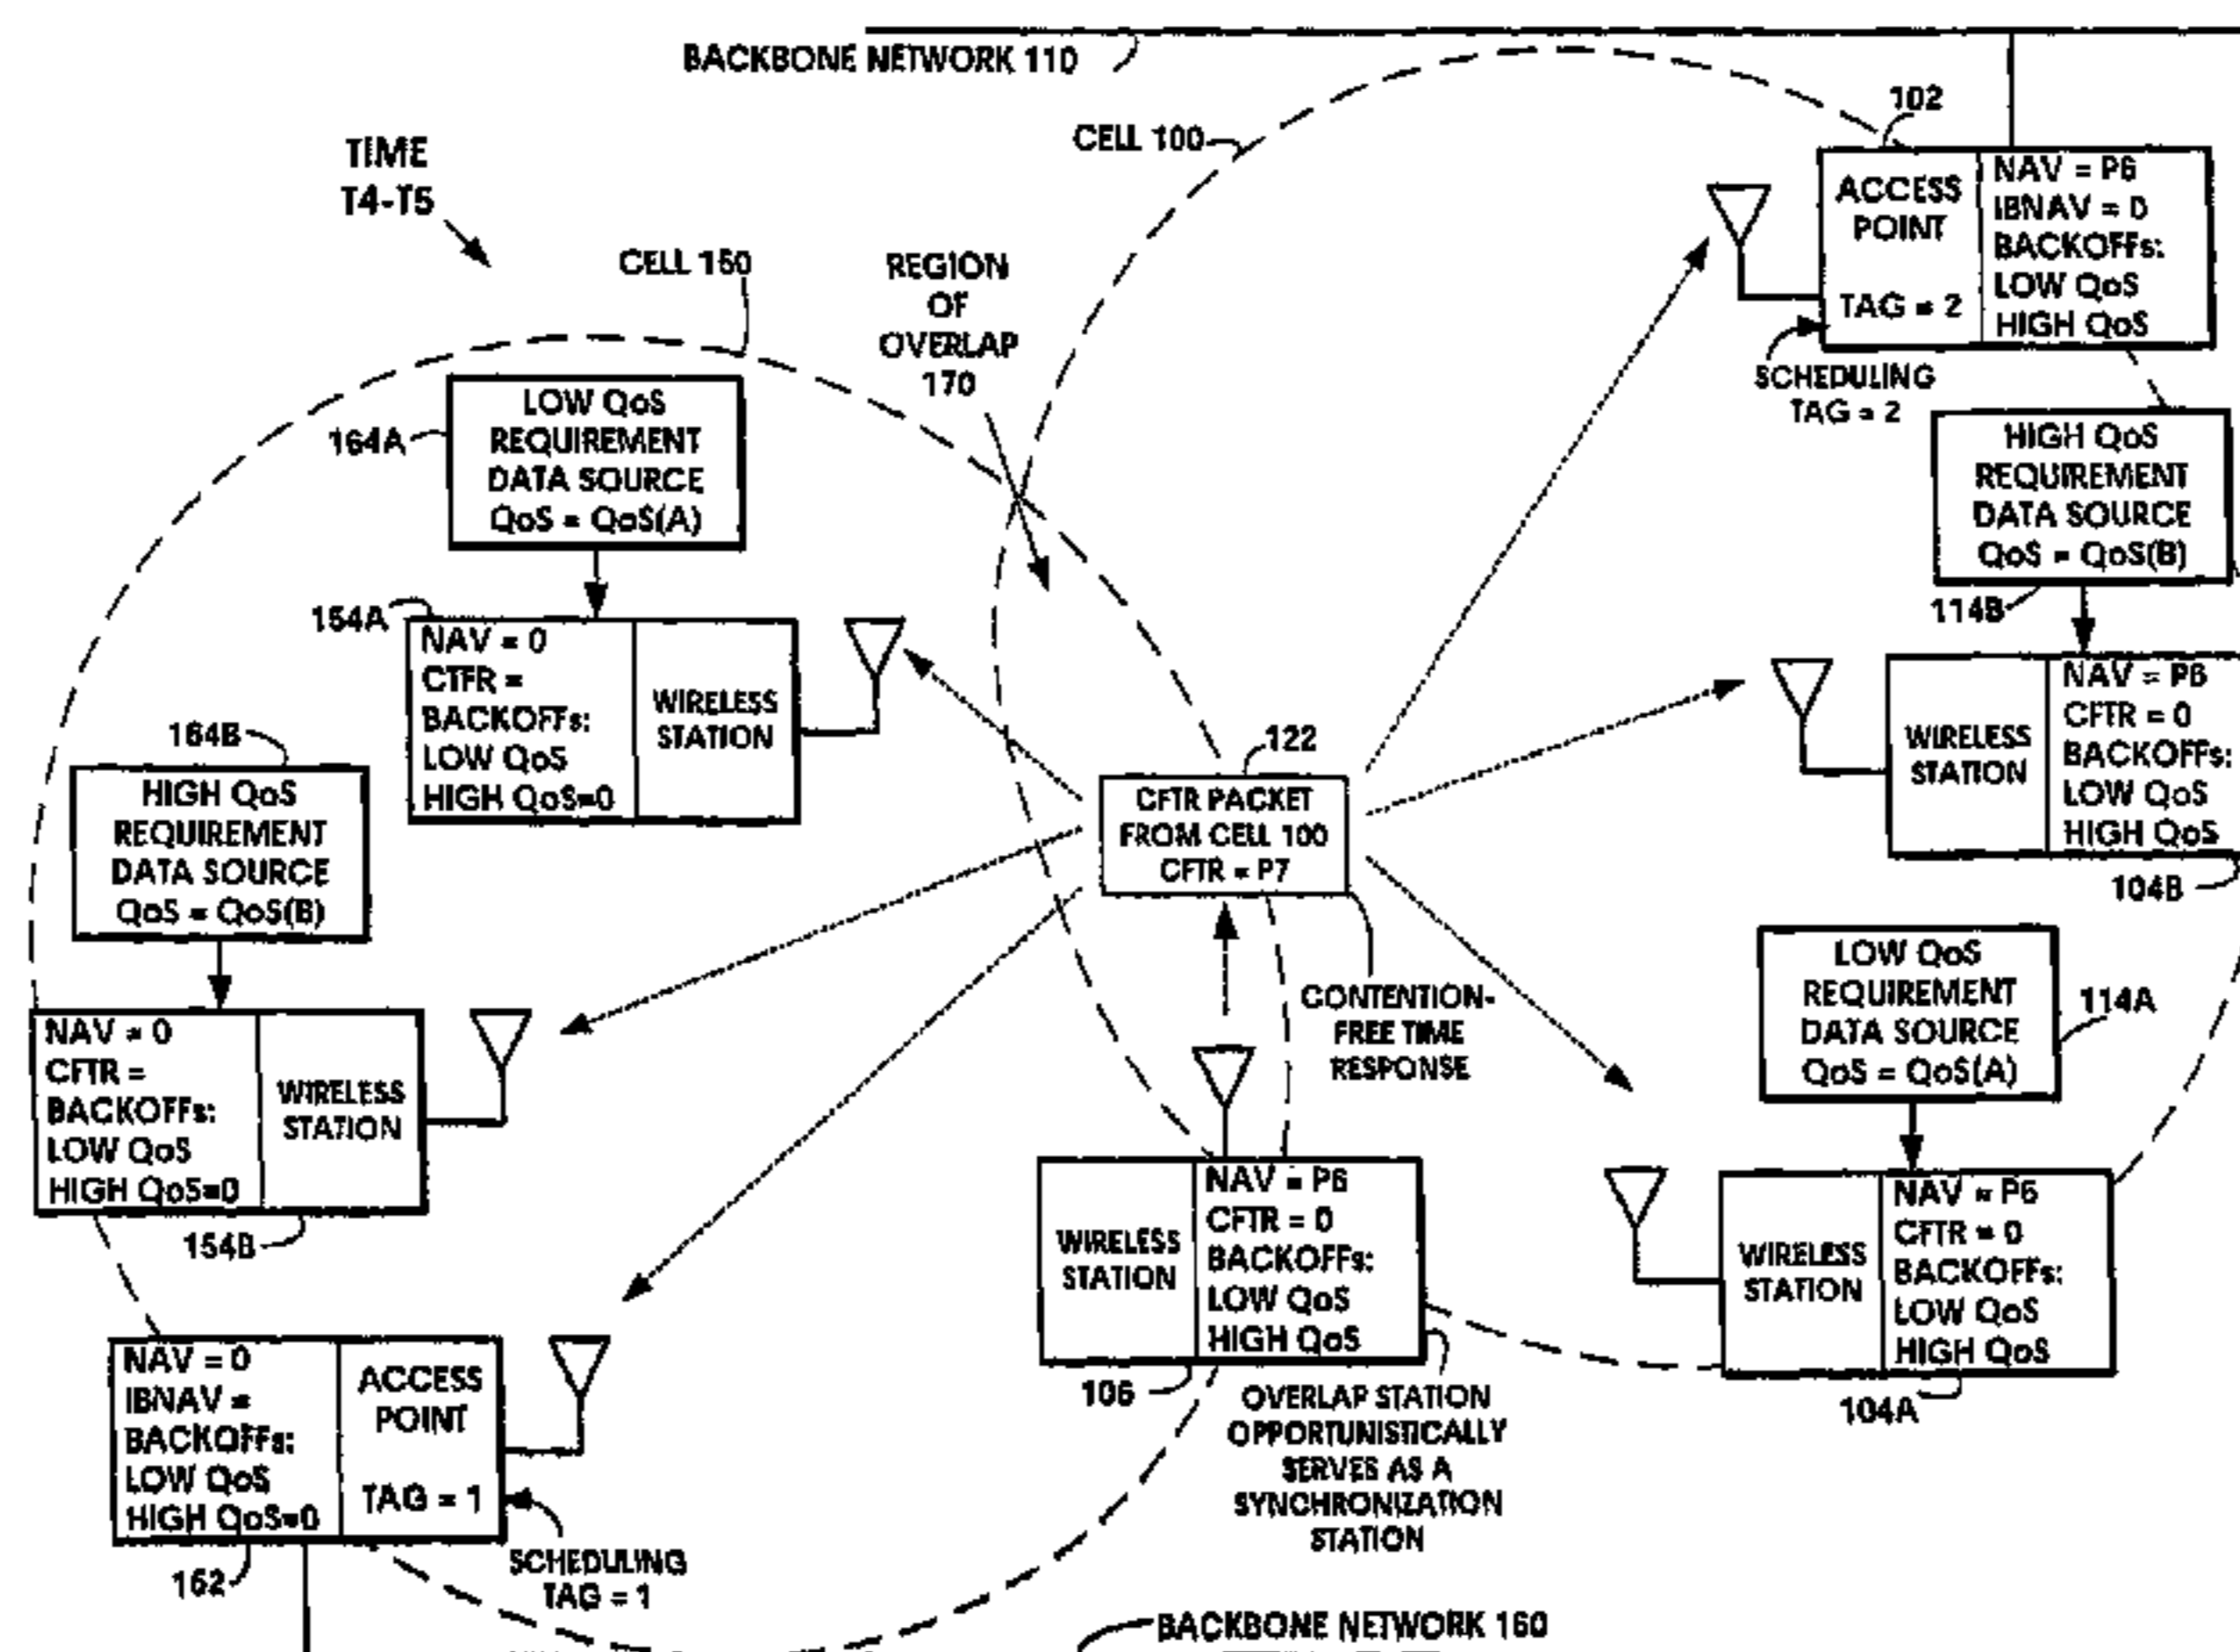 BACKBONE NETWORK 110
CELL 100
102
TIME
T4-T5
CELL 150
REGION
OF
OVERLAP
170
ACCESS
POINT
TAG = 2
NAV = P6
IBNAV = 0
BACKOFFs:
LOW QoS
HIGH QoS
SCHEDULING
TAG = 2
164A
LOW QoS
REQUIREMENT
DATA SOURCE
QoS = QoS(A)
HIGH QoS
REQUIREMENT
DATA SOURCE
QoS = QoS(B)
114B
154A
NAV = 0
CTFR =
BACKOFFs:
LOW QoS
HIGH QoS=0
WIRELESS
STATION
WIRELESS
STATION
NAV = P6
CFTR = 0
BACKOFFs:
LOW QoS
HIGH QoS
104B
164B
HIGH QoS
REQUIREMENT
DATA SOURCE
QoS = QoS(B)
122
CFTR PACKET
FROM CELL 100
CFTR = P7
CONTENTION-
FREE TIME
RESPONSE
LOW QoS
REQUIREMENT
DATA SOURCE
QoS = QoS(A)
114A
NAV = 0
CFTR =
BACKOFFs:
LOW QoS
HIGH QoS=0
WIRELESS
STATION
154B
WIRELESS
STATION
NAV = P6
CFTR = 0
BACKOFFs:
LOW QoS
HIGH QoS
106
OVERLAP STATION
OPPORTUNISTICALLY
SERVES AS A
SYNCHRONIZATION
STATION
WIRELESS
STATION
NAV = P6
CFTR = 0
BACKOFFs:
LOW QoS
HIGH QoS
104A
NAV = 0
IBNAV =
BACKOFFs:
LOW QoS
HIGH QoS=0
ACCESS
POINT
TAG = 1
152
SCHEDULING
TAG = 1
BACKBONE NETWORK 160